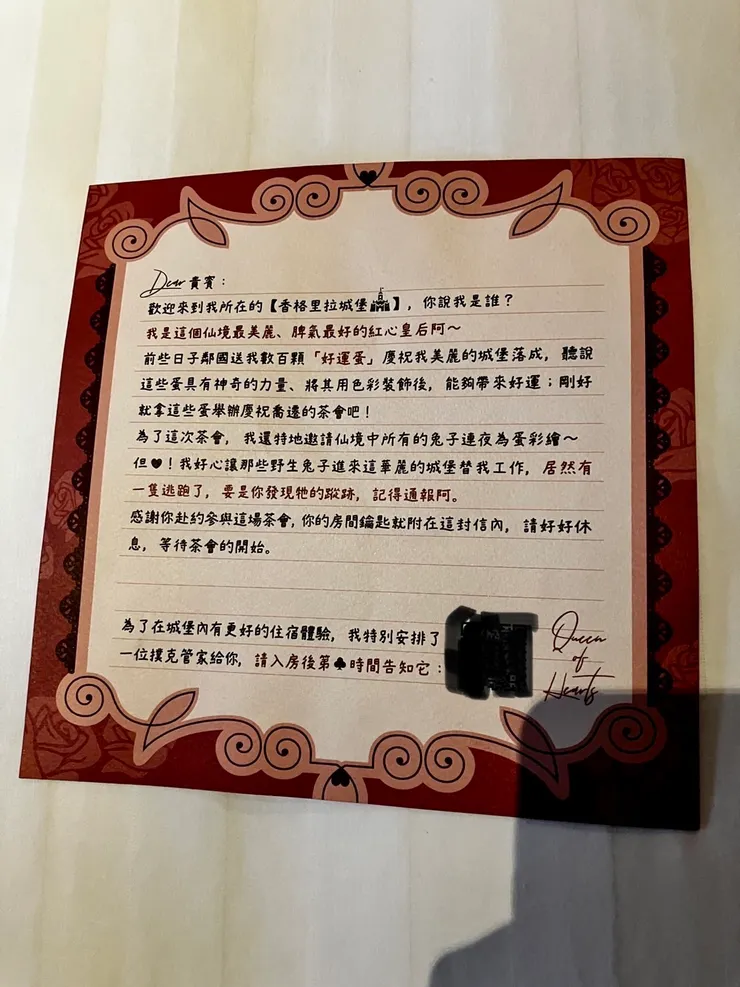 Dear 貴賓：
歡迎來到我所在的【香格里拉城堡】，你說我是誰？
我是這個仙境最美麗、脾氣最好的紅心皇后阿～
前些日子鄰國送我數百顆「好運蛋」慶祝我美麗的城堡落成，聽說
這些蛋具有神奇的力量、將其用色彩裝飾後，能夠帶來好運；剛好
就拿這些蛋舉辦慶祝喬遷的茶會吧！
為了這次茶會，我還特地邀請仙境中所有的兔子連夜為蛋彩繪～
但♥！我好心讓那些野生兔子進來這華麗的城堡替我工作，居然有
一隻逃跑了，要是你發現牠的蹤跡，記得通報阿。
感謝你赴約參與這場茶會，你的房間鑰匙就附在這封信內，請好好休
息，等待茶會的開始。
為了在城堡內有更好的住宿體驗，我特別安排了
一位撲克管家給你，請入房後第♣時間告知它：
Queen
of
Hearts